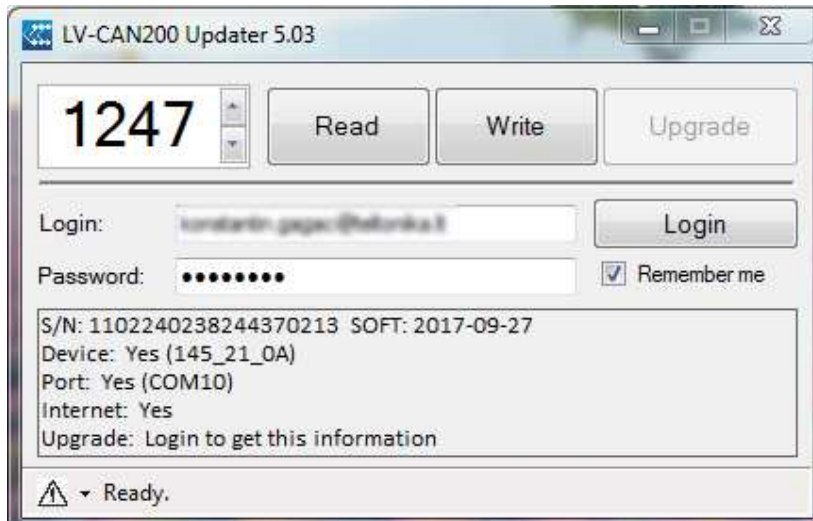 LV-CAN200 Updater 5.03
1247 Read Write Upgrade
Login: Login
Password: •••••••• Remember me
S/N: 1102240238244370213 SOFT: 2017-09-27
Device: Yes (145_21_0A)
Port: Yes (COM10)
Internet: Yes
Upgrade: Login to get this information
Ready.